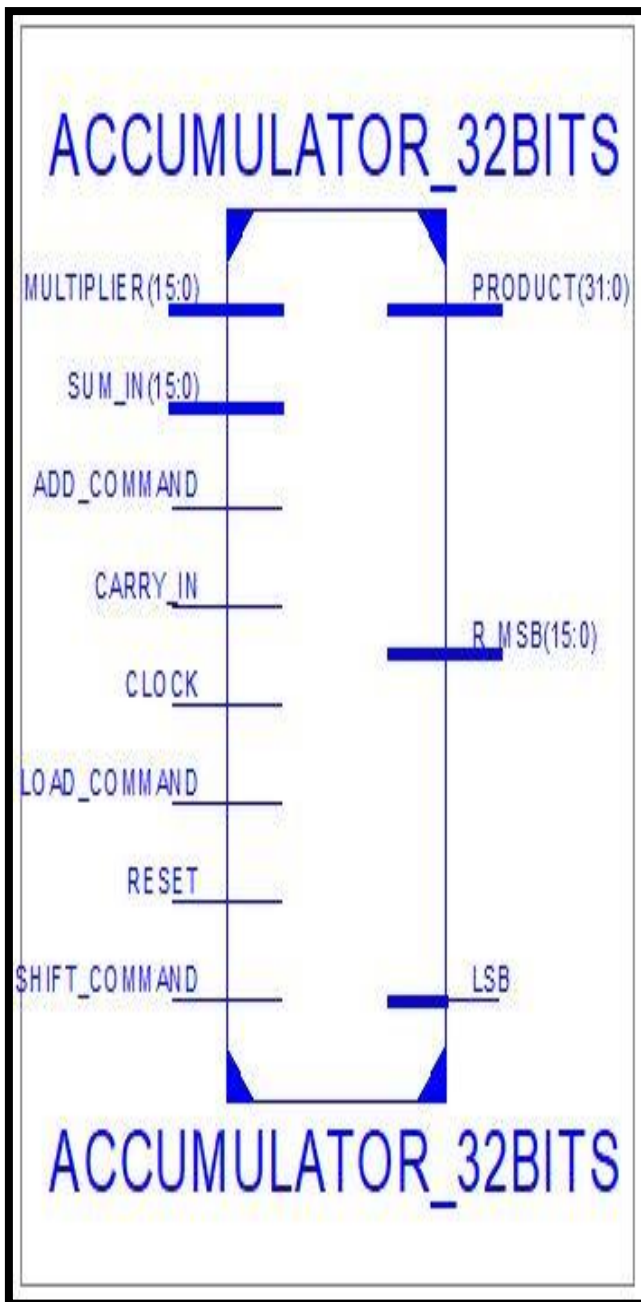 ACCUMULATOR_32BITS
MULTIPLIER(15:0) PRODUCT(31:0)
SUM_IN(15:0)
ADD_COMMAND
CARRY_IN
R_MSB(15:0)
CLOCK
LOAD_COMMAND
RESET
SHIFT_COMMAND LSB
ACCUMULATOR_32BITS